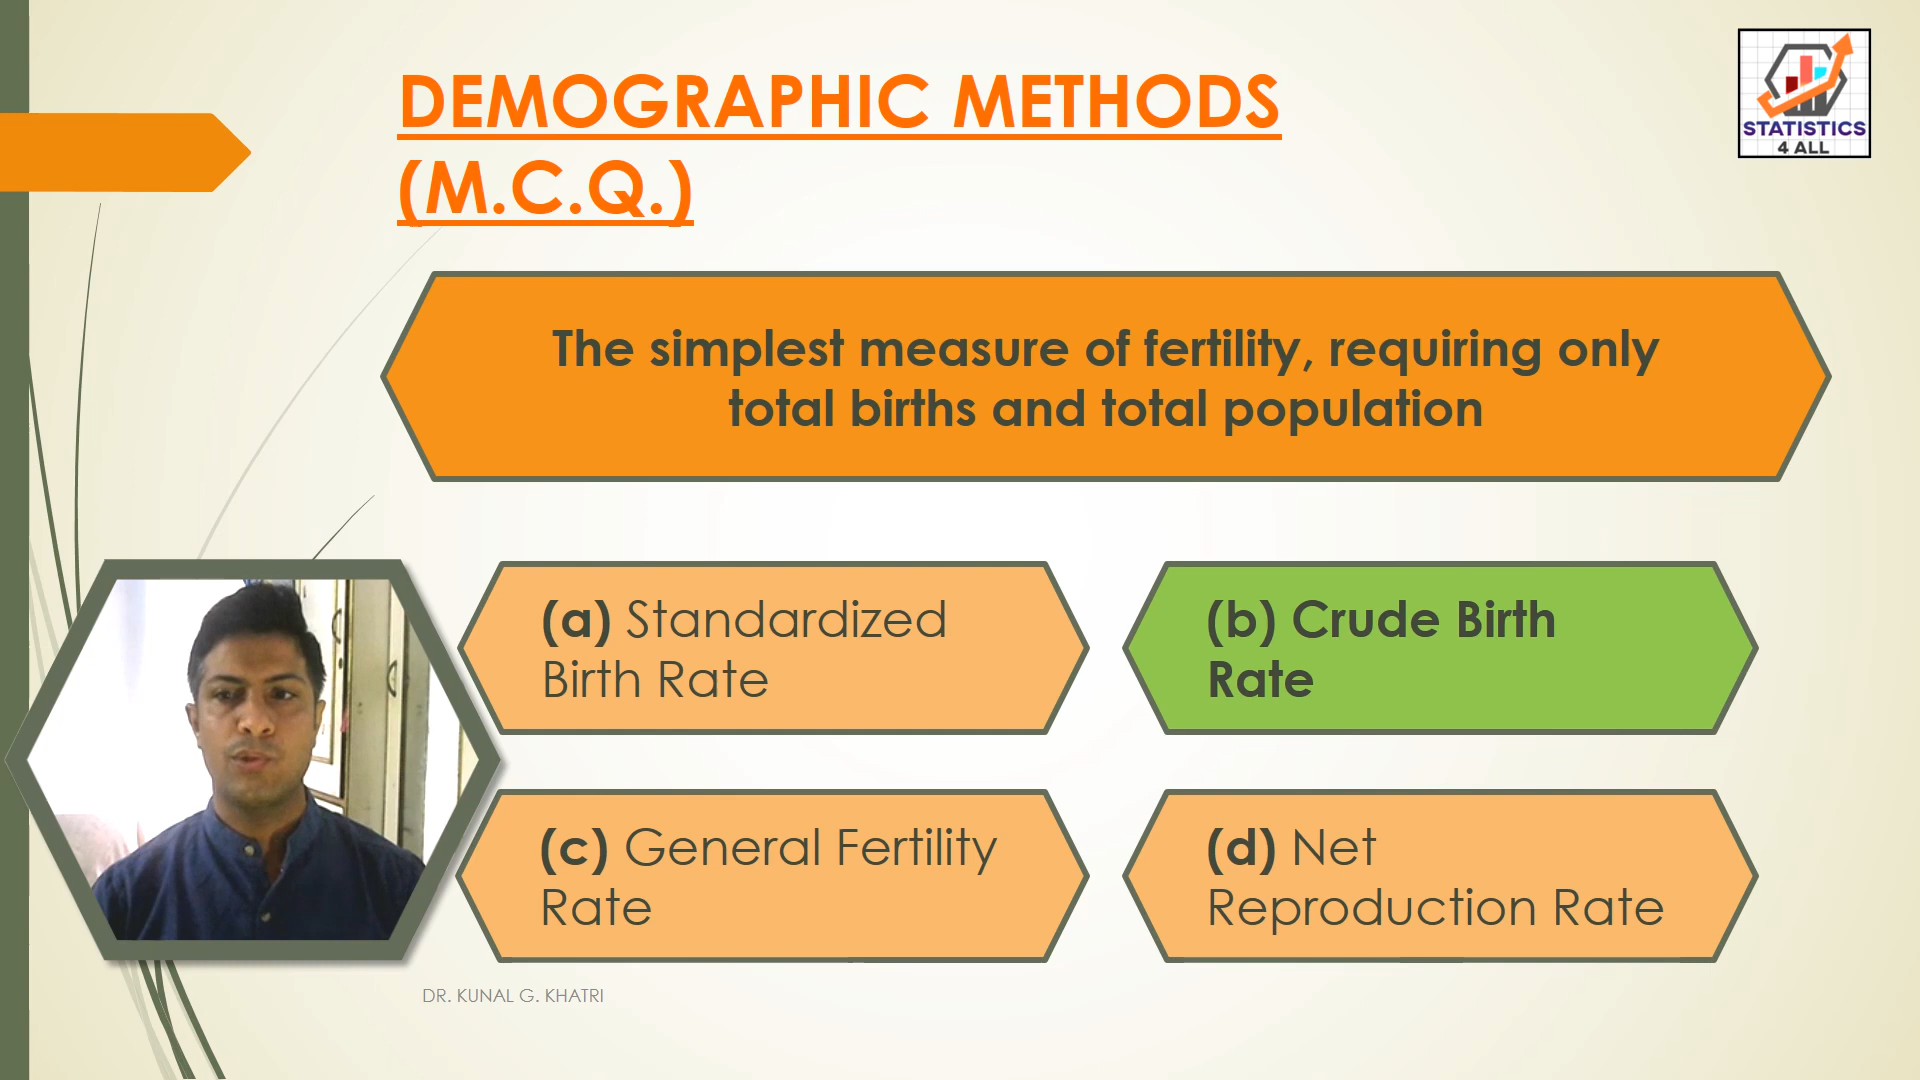 DEMOGRAPHIC METHODS
(M.C.Q.)
STATISTICS
4 ALL
The simplest measure of fertility, requiring only
total births and total population
(a) Standardized
Birth Rate
(b) Crude Birth
Rate
(c) General Fertility
Rate
(d) Net
Reproduction Rate
DR. KUNAL G. KHATRI